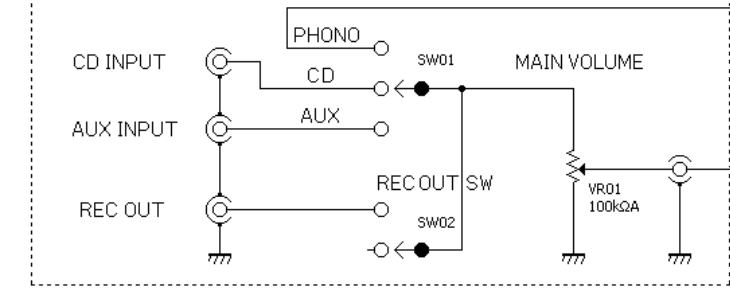 PHONO
SW01
MAIN VOLUME
CD INPUT
CD
AUX INPUT
AUX
REC OUT SW
VR01
100kΩA
REC OUT
SW02